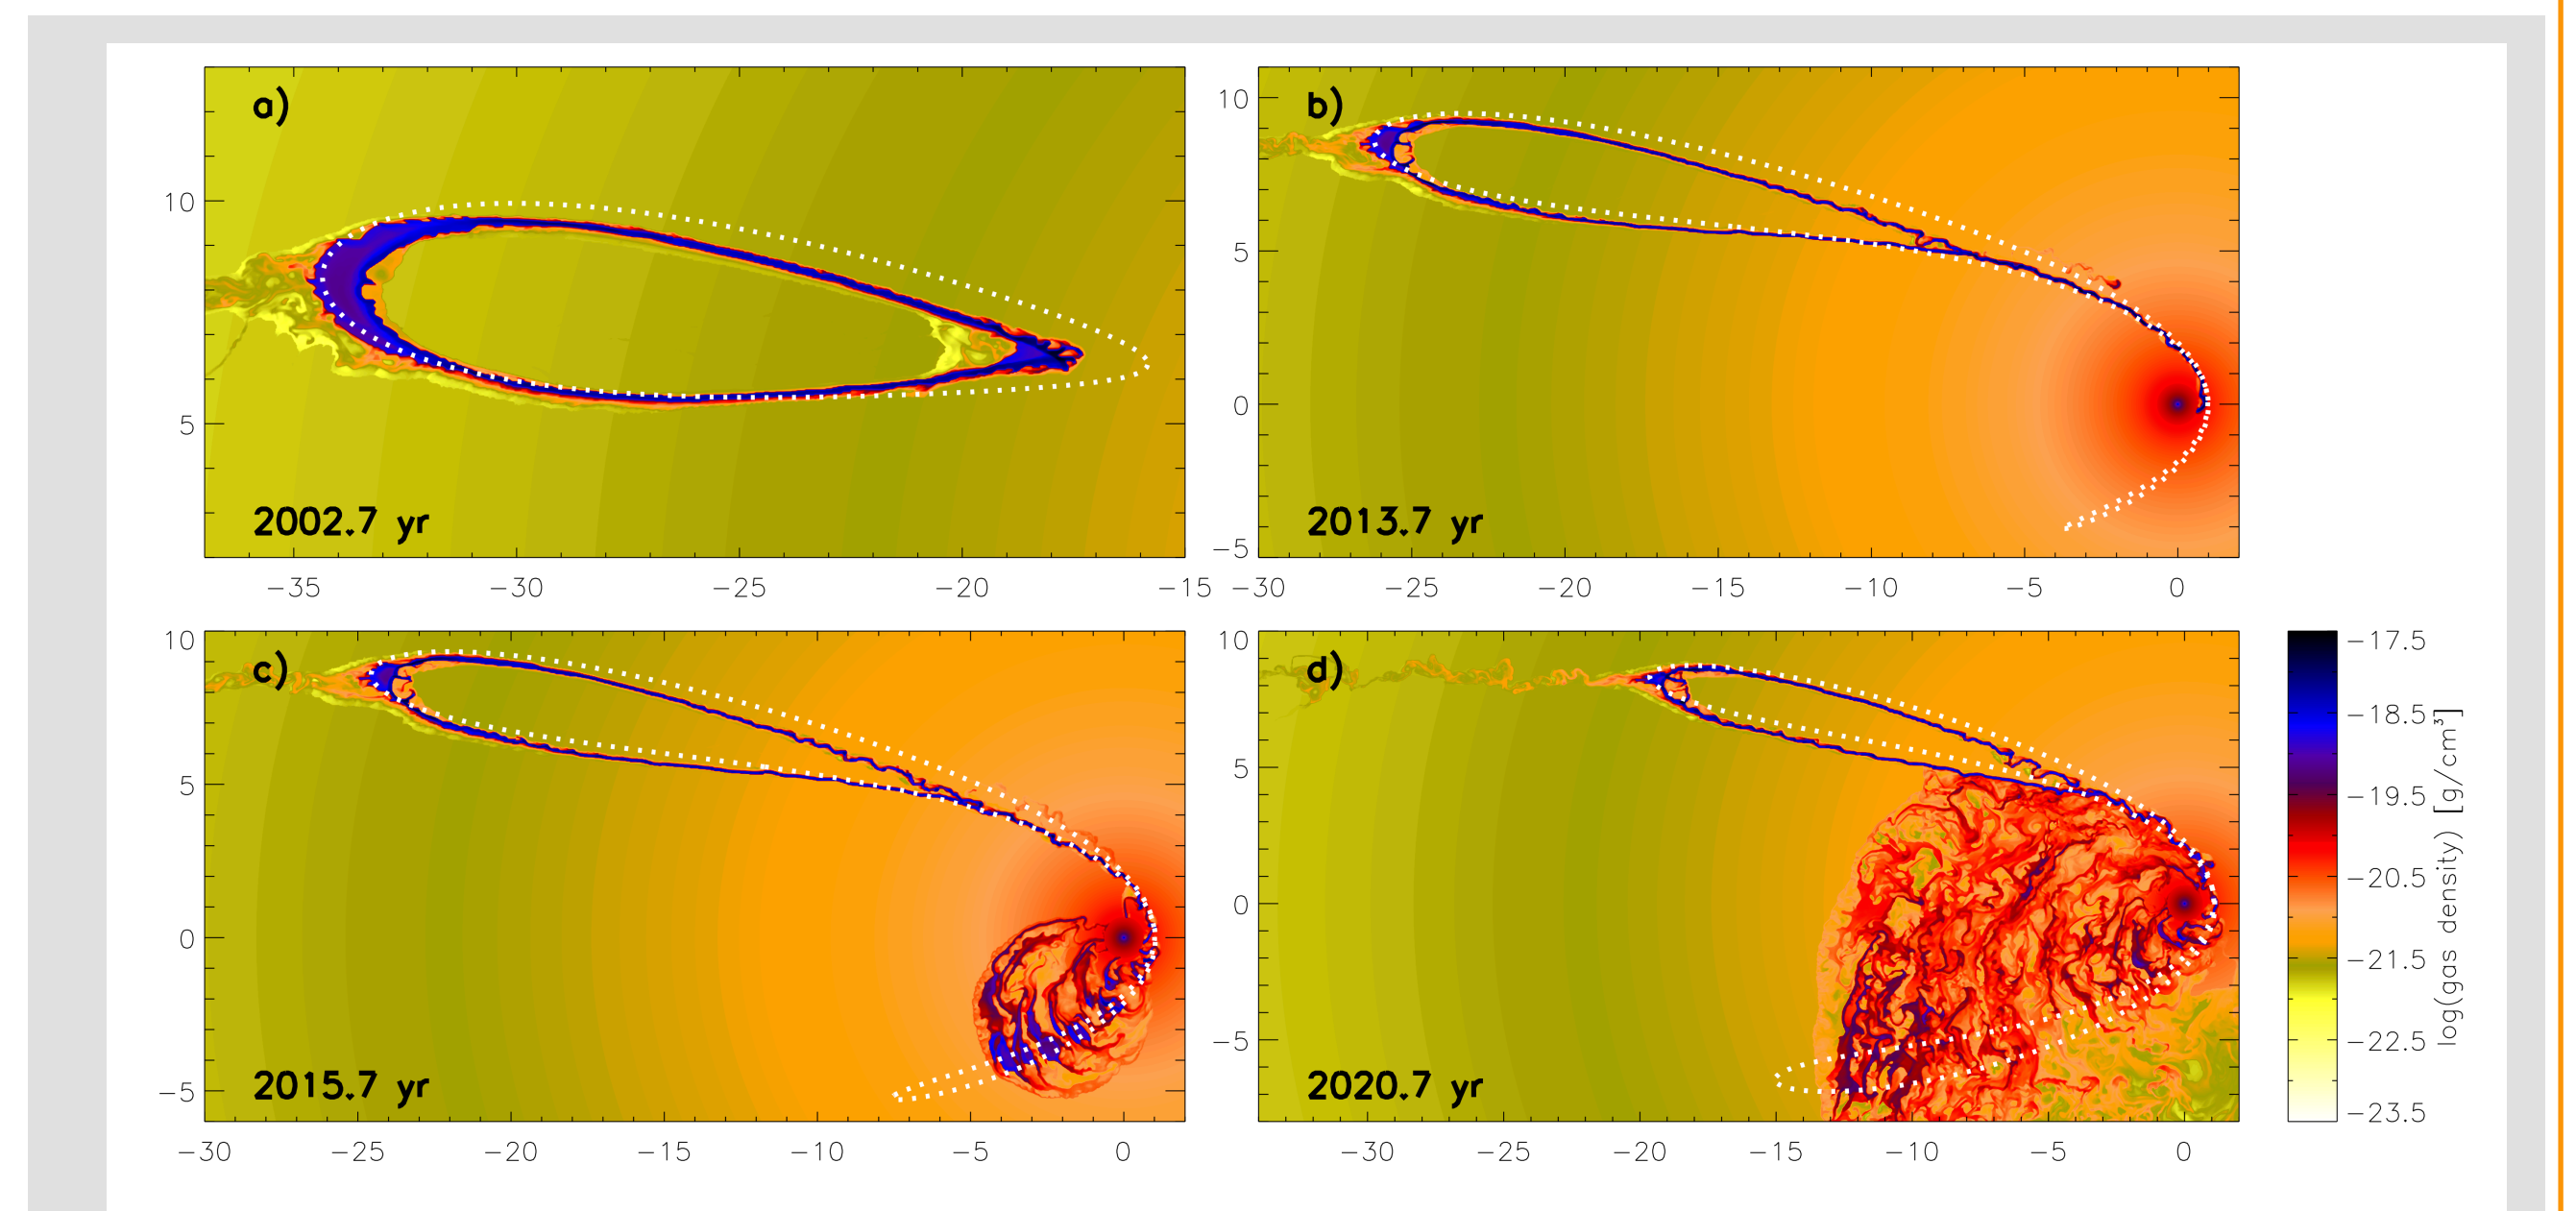 a)
10
5
2002.7 yr
−35 −30 −25 −20 −15
b)
10
5
0
−5
2013.7 yr
−30 −25 −20 −15 −10 −5 0
c)
10
5
0
−5
2015.7 yr
−30 −25 −20 −15 −10 −5 0
d)
10
5
0
−5
2020.7 yr
−30 −25 −20 −15 −10 −5 0
−17.5
−18.5
−19.5
−20.5
−21.5
−22.5
−23.5
log(gas density) [g/cm³]